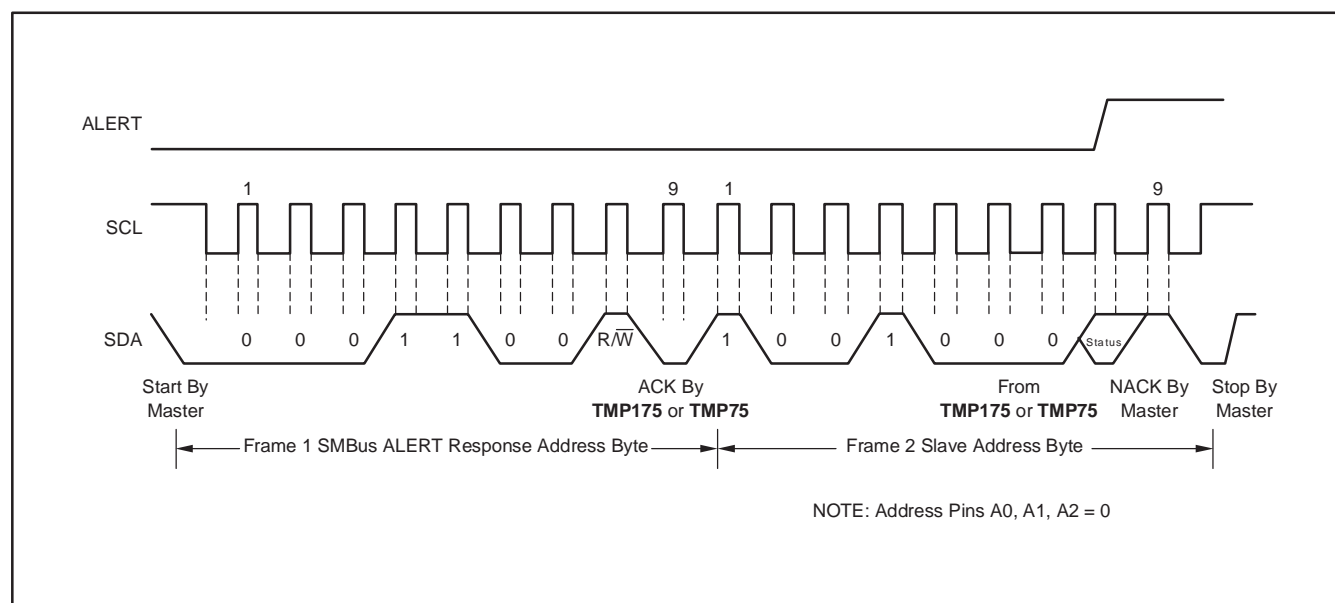 ALERT
1 9 1 9
SCL
SDA 0 0 0 1 1 0 0 R/W̅ 1 0 0 1 0 0 0 Status
Start By Master
ACK By TMP175 or TMP75
From TMP175 or TMP75
NACK By Master
Stop By Master
Frame 1 SMBus ALERT Response Address Byte
Frame 2 Slave Address Byte
NOTE: Address Pins A0, A1, A2 = 0